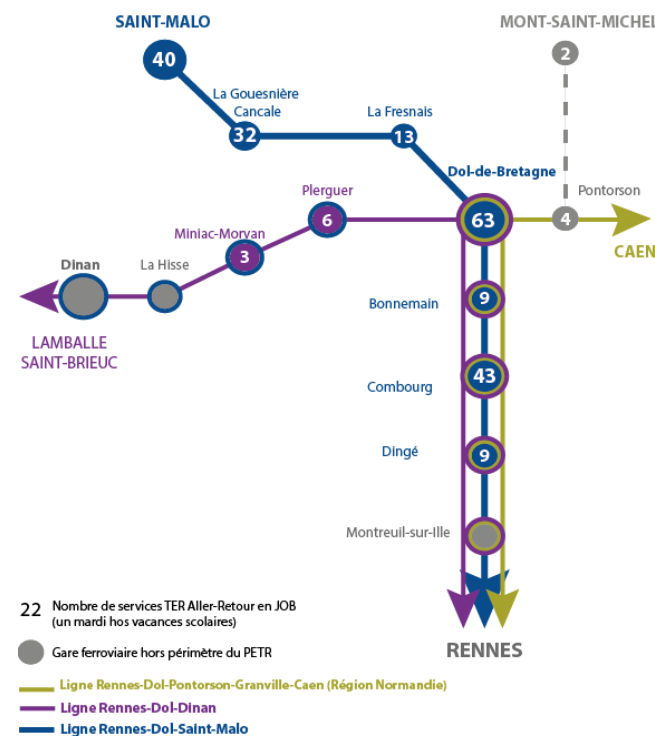 SAINT-MALO
MONT-SAINT-MICHEL
40
2
La Gouesnière
Cancale
32
La Fresnais
13
Dol-de-Bretagne
63
Plerguer
6
Pontorson
4
CAEN
Miniac-Morvan
3
Dinan
La Hisse
LAMBALLE
SAINT-BRIEUC
Bonnemain
9
Combourg
43
Dingé
9
Montreuil-sur-Ille
RENNES
22 Nombre de services TER Aller-Retour en JOB
(un mardi hos vacances scolaires)
Gare ferroviaire hors périmètre du PETR
Ligne Rennes-Dol-Pontorson-Granville-Caen (Région Normandie)
Ligne Rennes-Dol-Dinan
Ligne Rennes-Dol-Saint-Malo